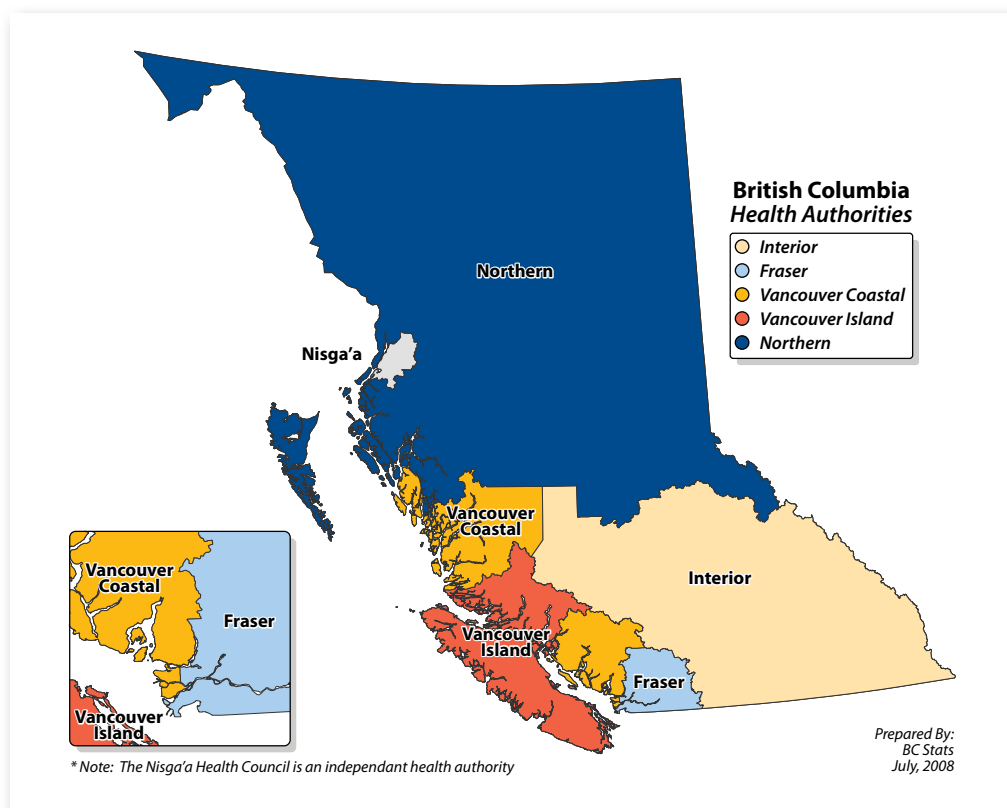 British Columbia
Health Authorities
Interior
Fraser
Vancouver Coastal
Vancouver Island
Northern
Northern
Nisga'a
Vancouver
Coastal
Interior
Vancouver
Island
Fraser
Vancouver
Coastal
Fraser
Vancouver
Island
* Note: The Nisga'a Health Council is an independant health authority
Prepared By:
BC Stats
July, 2008